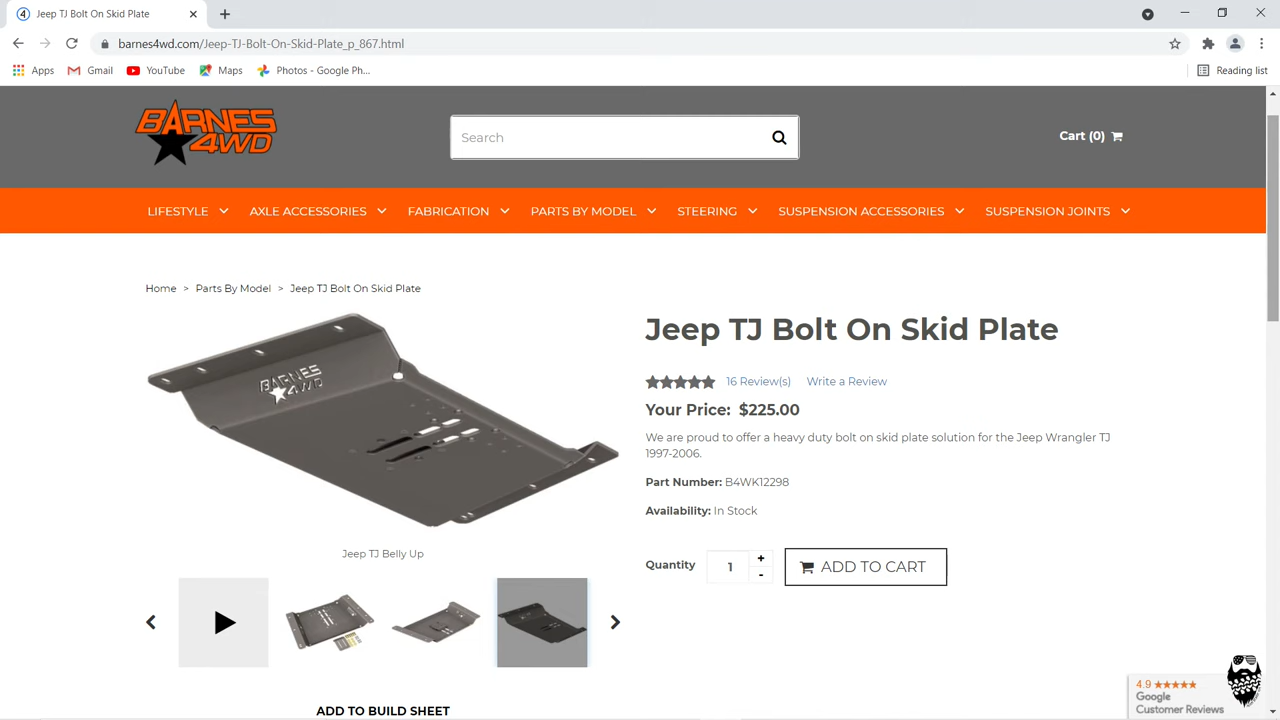 4 Jeep TJ Bolt On Skid Plate
barnes4wd.com/Jeep-TJ-Bolt-On-Skid-Plate_p_867.html
Apps Gmail YouTube Maps Photos - Google Ph... Reading list
BARNES
4WD
Search
Cart (0)
LIFESTYLE AXLE ACCESSORIES FABRICATION PARTS BY MODEL STEERING SUSPENSION ACCESSORIES SUSPENSION JOINTS
Home > Parts By Model > Jeep TJ Bolt On Skid Plate
BARNES
4WD
Jeep TJ Belly Up
Jeep TJ Bolt On Skid Plate
16 Review(s) Write a Review
Your Price: $225.00
We are proud to offer a heavy duty bolt on skid plate solution for the Jeep Wrangler TJ
1997-2006.
Part Number: B4WK12298
Availability: In Stock
Quantity 1 + - ADD TO CART
ADD TO BUILD SHEET
4.9
Google
Customer Reviews